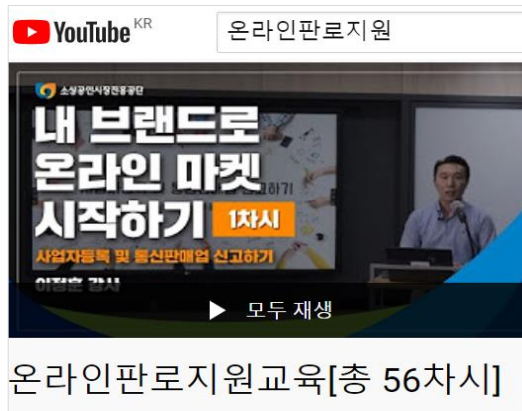 YouTube KR
온라인판로지원
소상공인시장진흥공단
내 브랜드로
온라인 마켓
시작하기 1차시
사업자등록 및 통신판매업 신고하기
이정훈 강사
▶ 모두 재생
온라인판로지원교육[총 56차시]